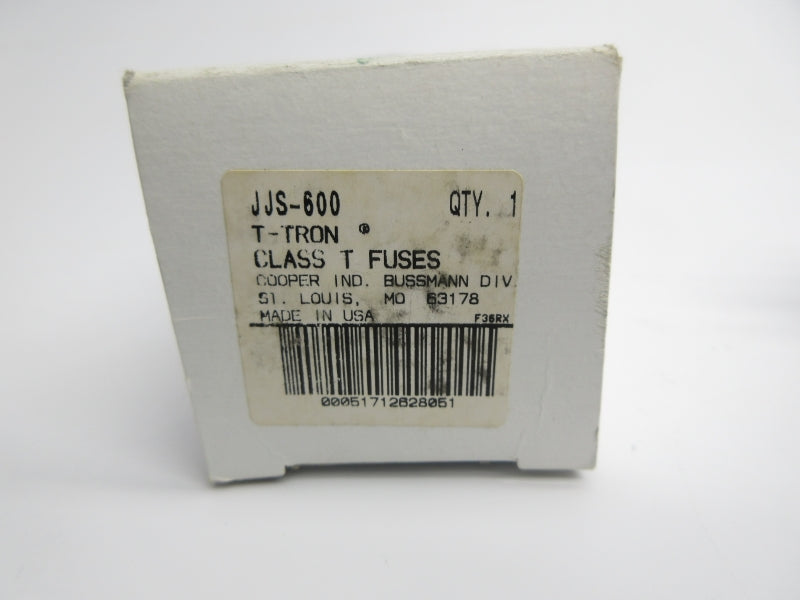 JJS-600 QTY. 1
T-TRON ®
CLASS T FUSES
COOPER IND. BUSSMANN DIV.
ST. LOUIS, MO 63178
MADE IN USA F36RX
00051712628051